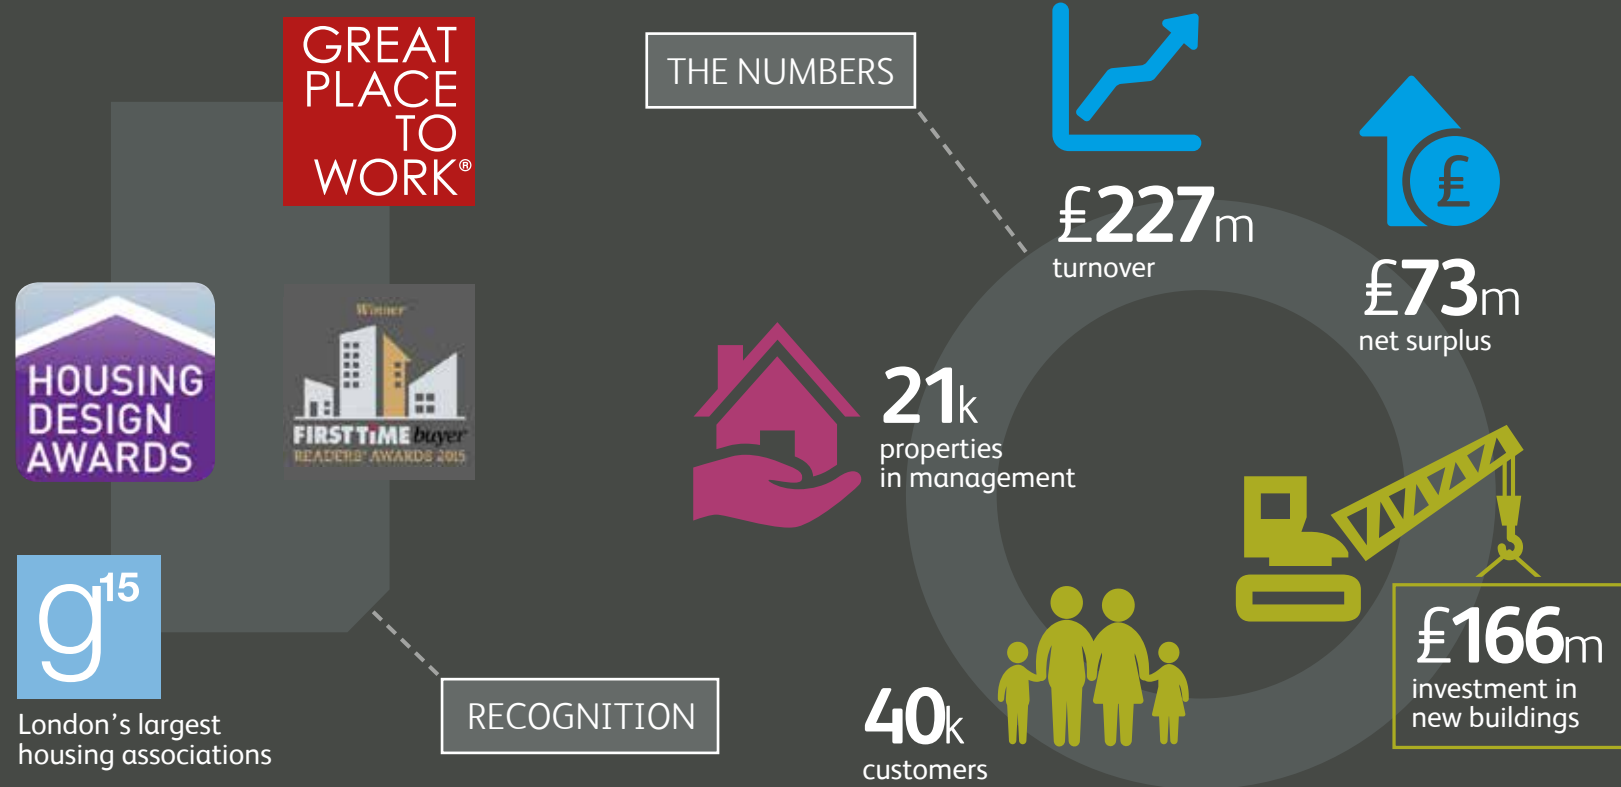 GREAT
PLACE
TO
WORK®
HOUSING
DESIGN
AWARDS
Winner
FIRST TiME buyer
READERS' AWARDS 2015
g15
London's largest
housing associations
RECOGNITION
THE NUMBERS
£227m
turnover
£
£73m
net surplus
21k
properties
in management
40k
customers
£166m
investment in
new buildings